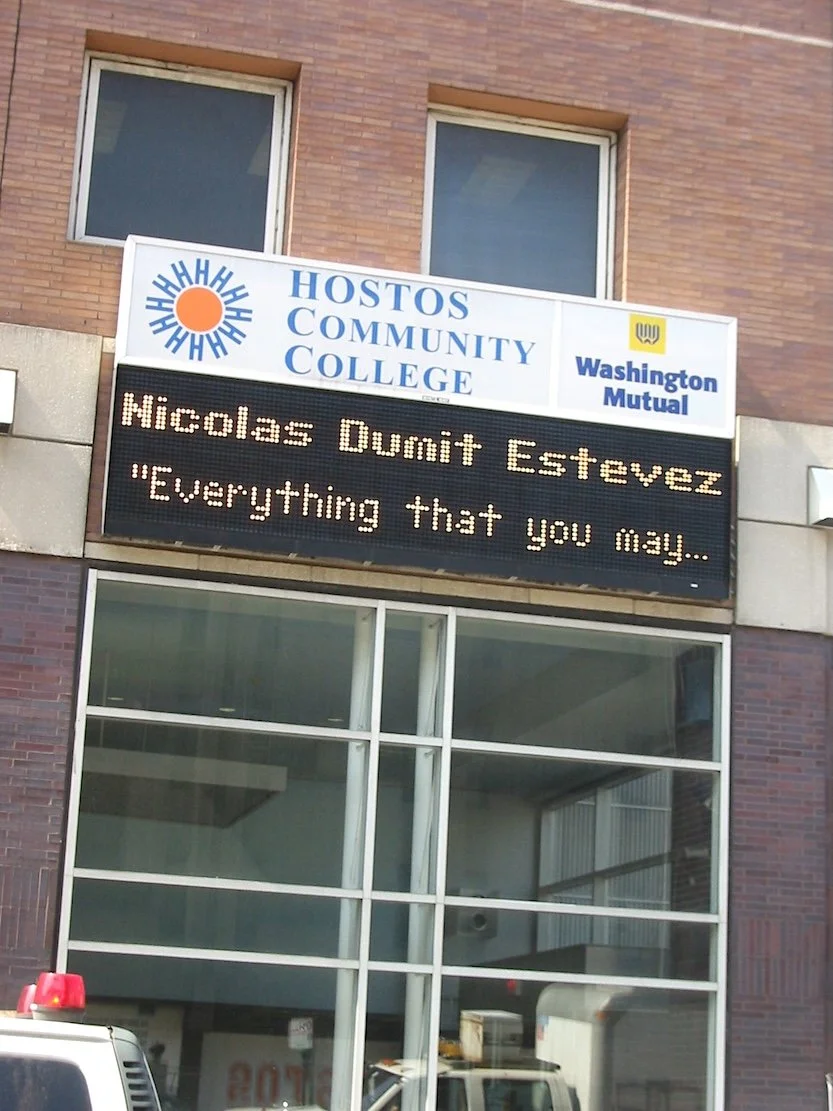 HOSTOS
COMMUNITY
COLLEGE
Washington
Mutual
Nicolas Dumit Estevez
"Everything that you may...